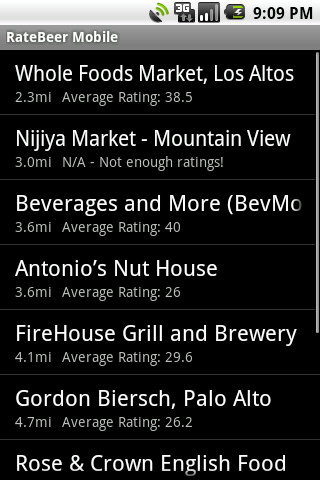 3G 9:09 PM
RateBeer Mobile
Whole Foods Market, Los Altos
2.3mi Average Rating: 38.5
Nijiya Market - Mountain View
3.0mi N/A - Not enough ratings!
Beverages and More (BevMo
3.6mi Average Rating: 40
Antonio’s Nut House
3.6mi Average Rating: 26
FireHouse Grill and Brewery
4.1mi Average Rating: 29.6
Gordon Biersch, Palo Alto
4.7mi Average Rating: 26.2
Rose & Crown English Food